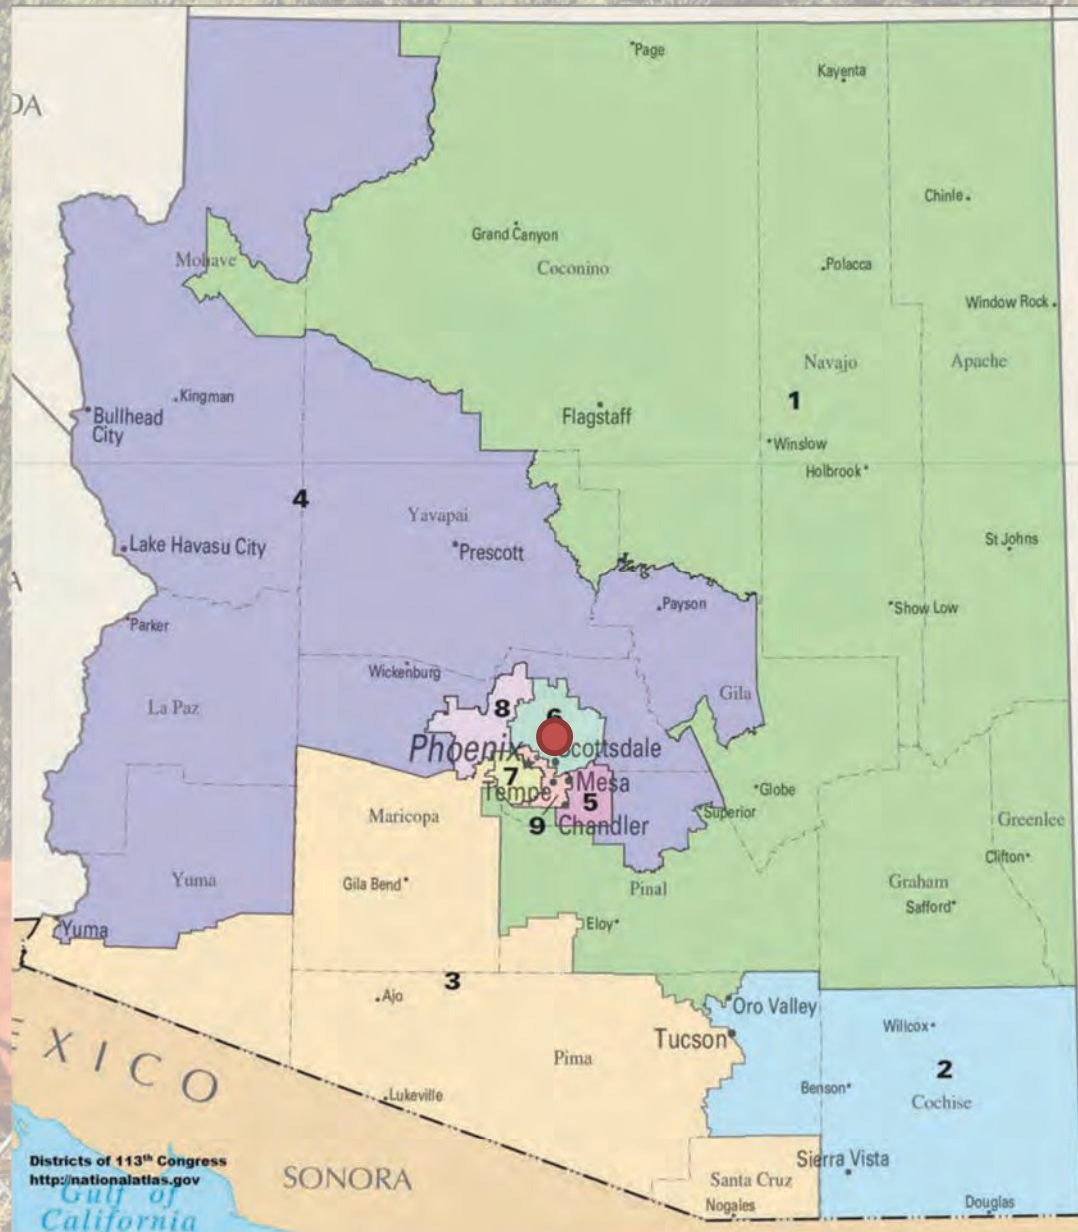 Page
Kayenta
Chinle
Mohave
Grand Canyon
Coconino
Polacca
Window Rock
Navajo
Apache
Kingman
1
Bullhead
City
Flagstaff
Winslow
Holbrook
4
Yavapai
St Johns
Lake Havasu City
Prescott
Payson
Show Low
Parker
Wickenburg
Gila
La Paz
8
6
Phoenix
Scottsdale
7
Mesa
Tempe
5
Globe
Superior
Maricopa
9
Chandler
Greenlee
Clifton
Yuma
Gila Bend
Pinal
Graham
Safford
Eloy
Yuma
3
Ajo
Oro Valley
Tucson
Willcox
EXICO
Pima
2
Benson
Cochise
Lukeville
Districts of 113th Congress
http://nationalatlas.gov
SONORA
Sierra Vista
Santa Cruz
Gulf of
California
Nogales
Douglas